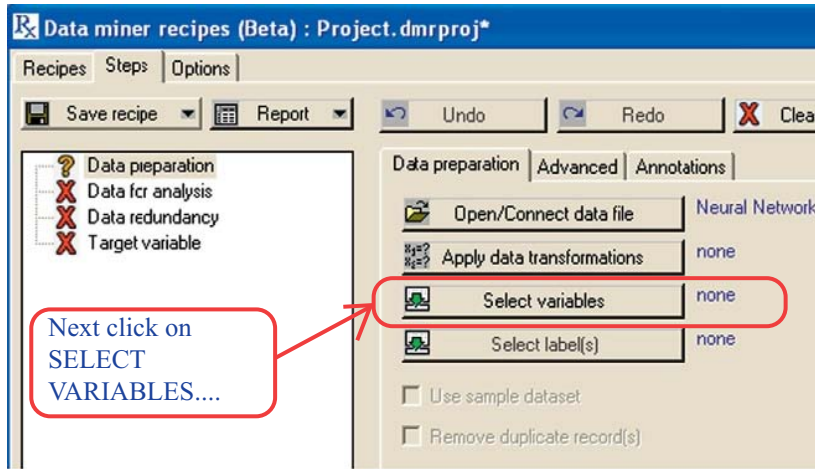 Data miner recipes (Beta) : Project.dmrproj*
Recipes Steps Options
Save recipe Report Undo Redo Clea
Data preparation
Data for analysis
Data redundancy
Target variable
Data preparation Advanced Annotations
Open/Connect data file Neural Network
Apply data transformations none
Select variables none
Select label(s) none
Use sample dataset
Remove duplicate record(s)
Next click on
SELECT
VARIABLES....